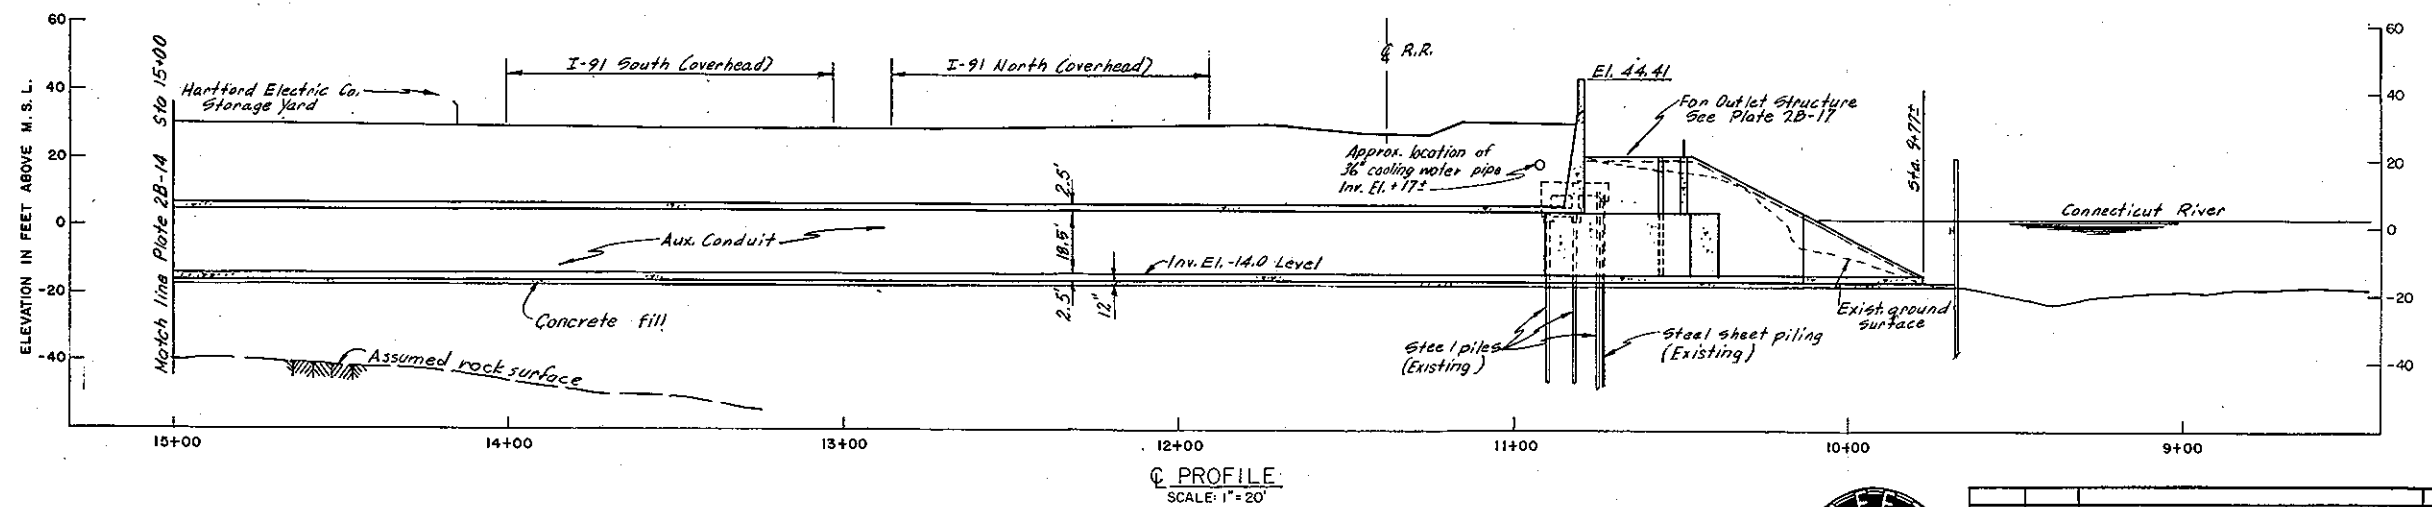 60
40
20
0
-20
-40
ELEVATION IN FEET ABOVE M.S.L.
Match line Plate 2B-14 Sta 15+00
Hartford Electric Co.
Storage Yard
I-91 South (overhead)
I-91 North (overhead)
℄ R.R.
El. 44.41
For Outlet Structure
See Plate 2B-17
Sta. 9+77±
Approx. location of
36" cooling water pipe
Inv. El. +17±
2.5'
18.5'
2.5'
12"
Aux. Conduit
Inv. El. -14.0 Level
Concrete fill
Assumed rock surface
Steel piles
(Existing)
Steel sheet piling
(Existing)
Exist. ground
surface
Connecticut River
60
40
20
0
-20
-40
15+00
14+00
13+00
12+00
11+00
10+00
9+00
℄ PROFILE
SCALE: 1"=20'